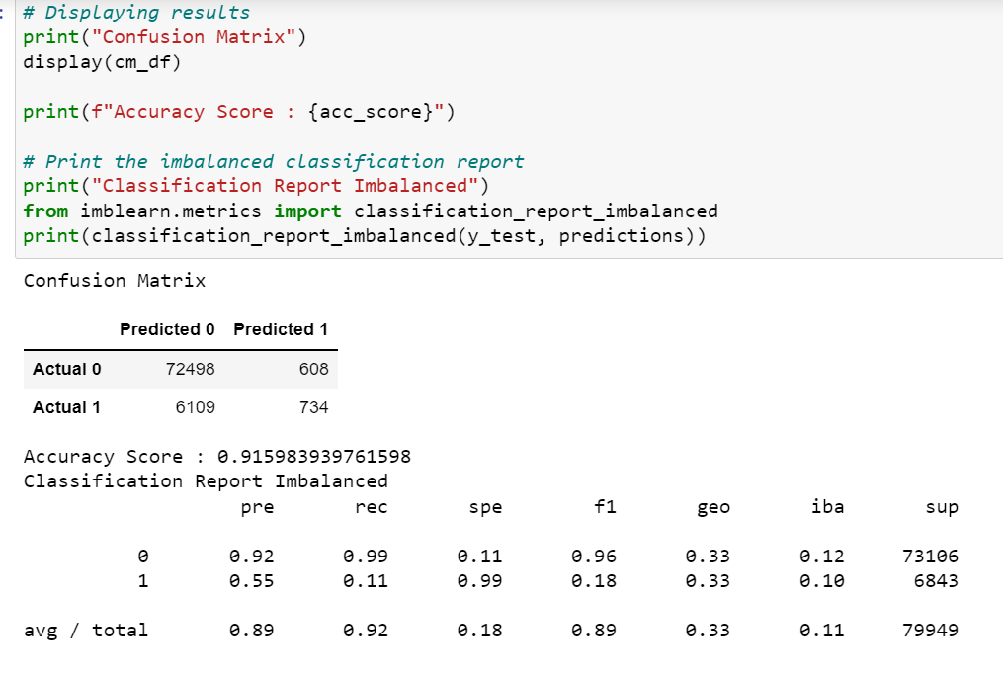 :
# Displaying results
print("Confusion Matrix")
display(cm_df)
print(f"Accuracy Score : {acc_score}")
# Print the imbalanced classification report
print("Classification Report Imbalanced")
from imblearn.metrics import classification_report_imbalanced
print(classification_report_imbalanced(y_test, predictions))
Confusion Matrix
Predicted 0 Predicted 1
Actual 0 72498 608
Actual 1 6109 734
Accuracy Score : 0.915983939761598
Classification Report Imbalanced
pre rec spe f1 geo iba sup
0 0.92 0.99 0.11 0.96 0.33 0.12 73106
1 0.55 0.11 0.99 0.18 0.33 0.10 6843
avg / total 0.89 0.92 0.18 0.89 0.33 0.11 79949